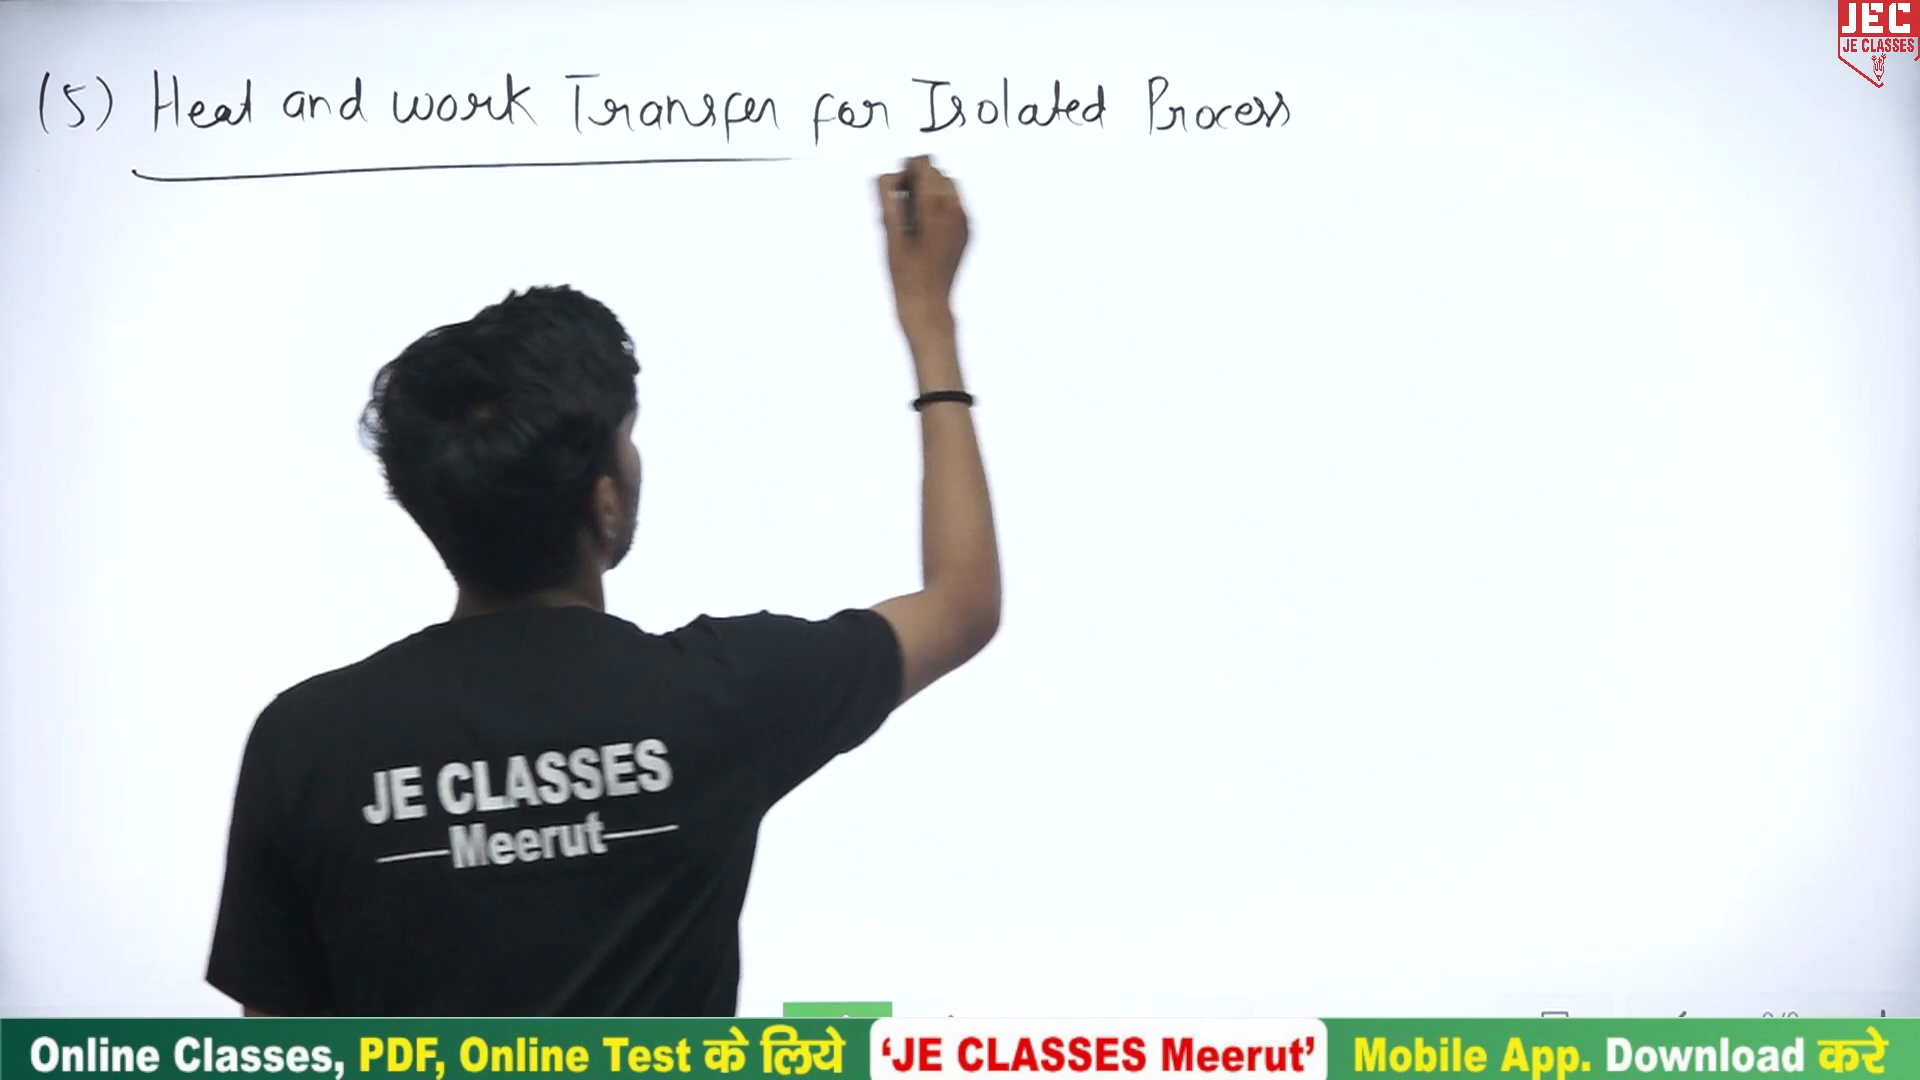 JEC
JE CLASSES
(5) Heat and work Transfer for Isolated Process
JE CLASSES
Meerut
Online Classes, PDF, Online Test के लिये 'JE CLASSES Meerut' Mobile App. Download करे